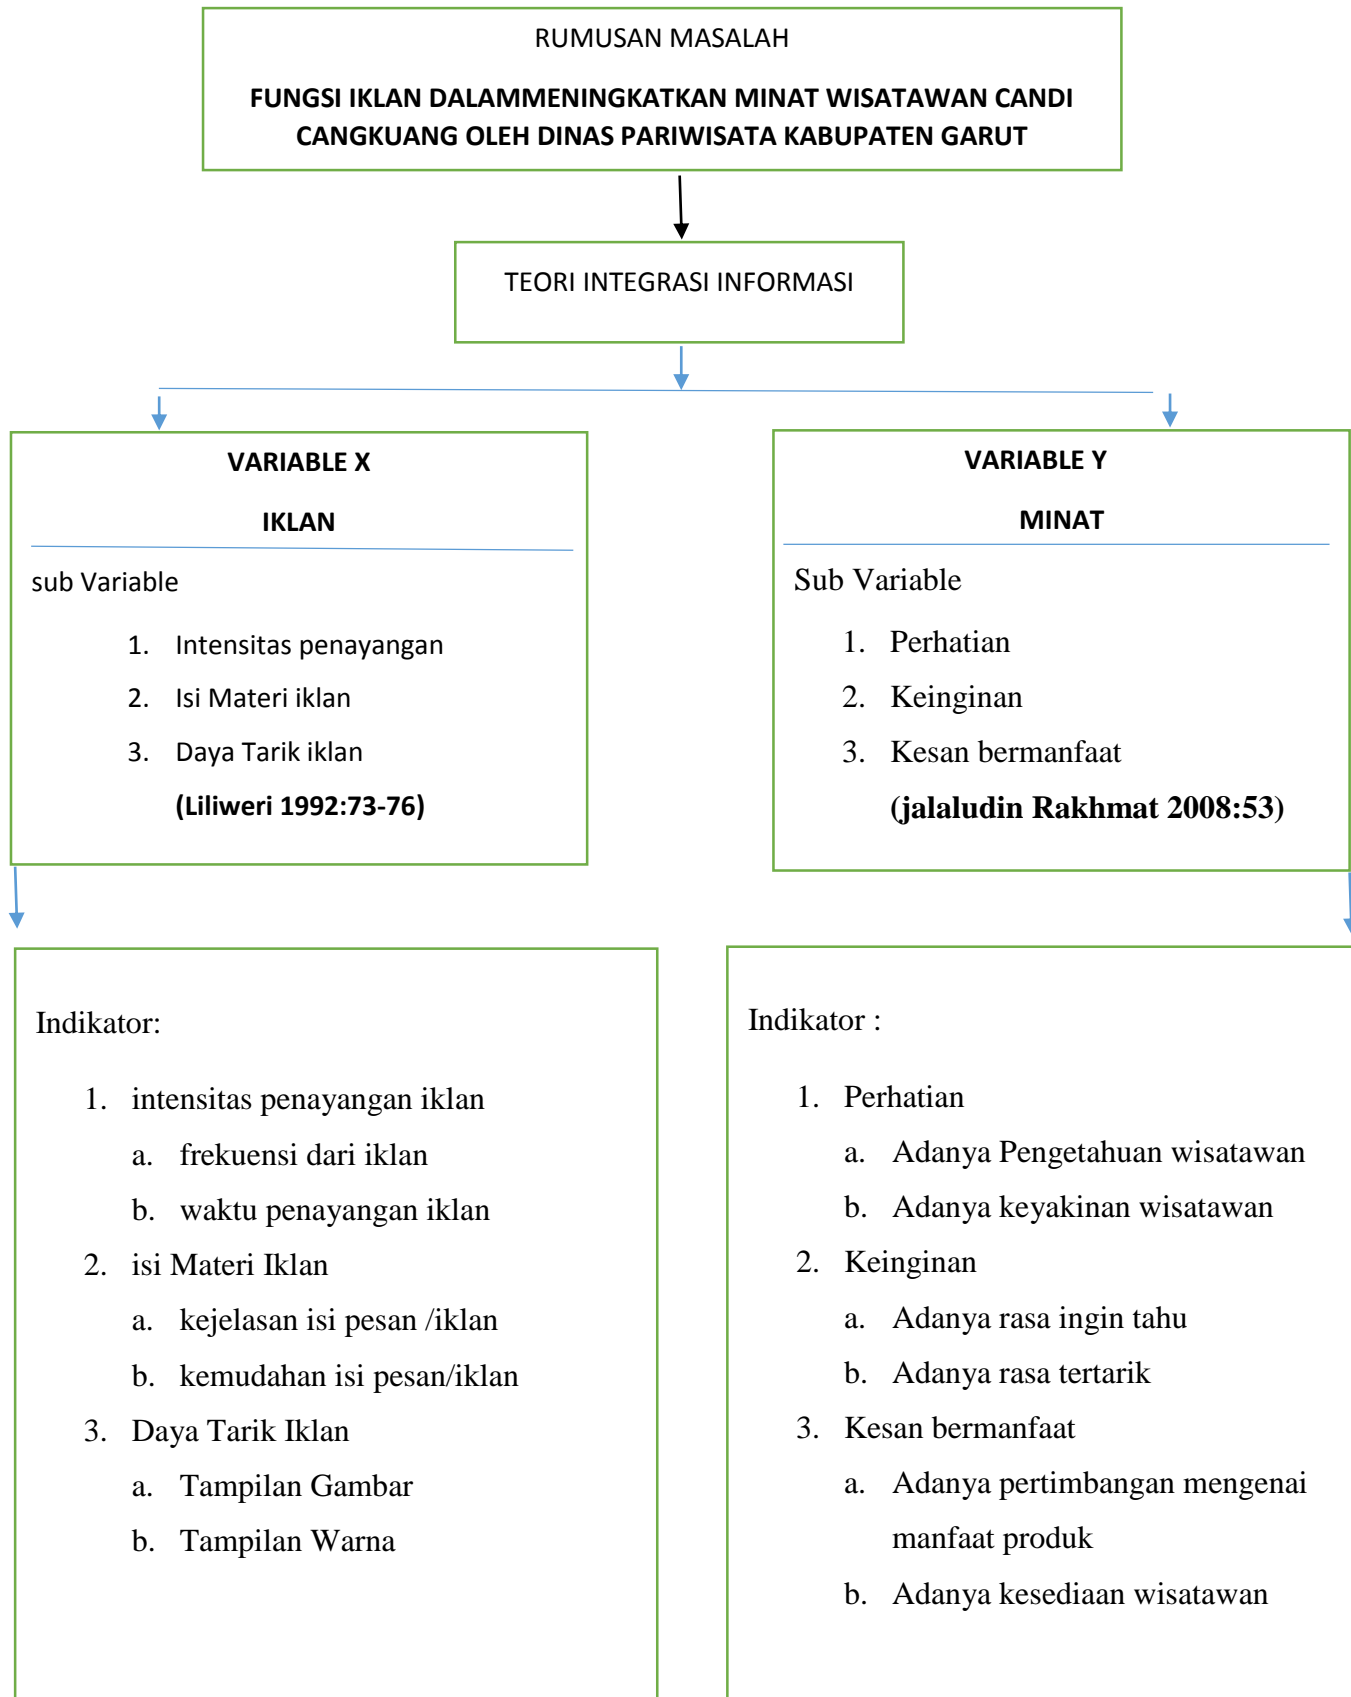 RUMUSAN MASALAH
FUNGSI IKLAN DALAMMENINGKATKAN MINAT WISATAWAN CANDI
CANGKUANG OLEH DINAS PARIWISATA KABUPATEN GARUT
TEORI INTEGRASI INFORMASI
VARIABLE X
IKLAN
sub Variable
1. Intensitas penayangan
2. Isi Materi iklan
3. Daya Tarik iklan
(Liliweri 1992:73-76)
VARIABLE Y
MINAT
Sub Variable
1. Perhatian
2. Keinginan
3. Kesan bermanfaat
(jalaludin Rakhmat 2008:53)
Indikator:
1. intensitas penayangan iklan
a. frekuensi dari iklan
b. waktu penayangan iklan
2. isi Materi Iklan
a. kejelasan isi pesan /iklan
b. kemudahan isi pesan/iklan
3. Daya Tarik Iklan
a. Tampilan Gambar
b. Tampilan Warna
Indikator :
1. Perhatian
a. Adanya Pengetahuan wisatawan
b. Adanya keyakinan wisatawan
2. Keinginan
a. Adanya rasa ingin tahu
b. Adanya rasa tertarik
3. Kesan bermanfaat
a. Adanya pertimbangan mengenai
manfaat produk
b. Adanya kesediaan wisatawan